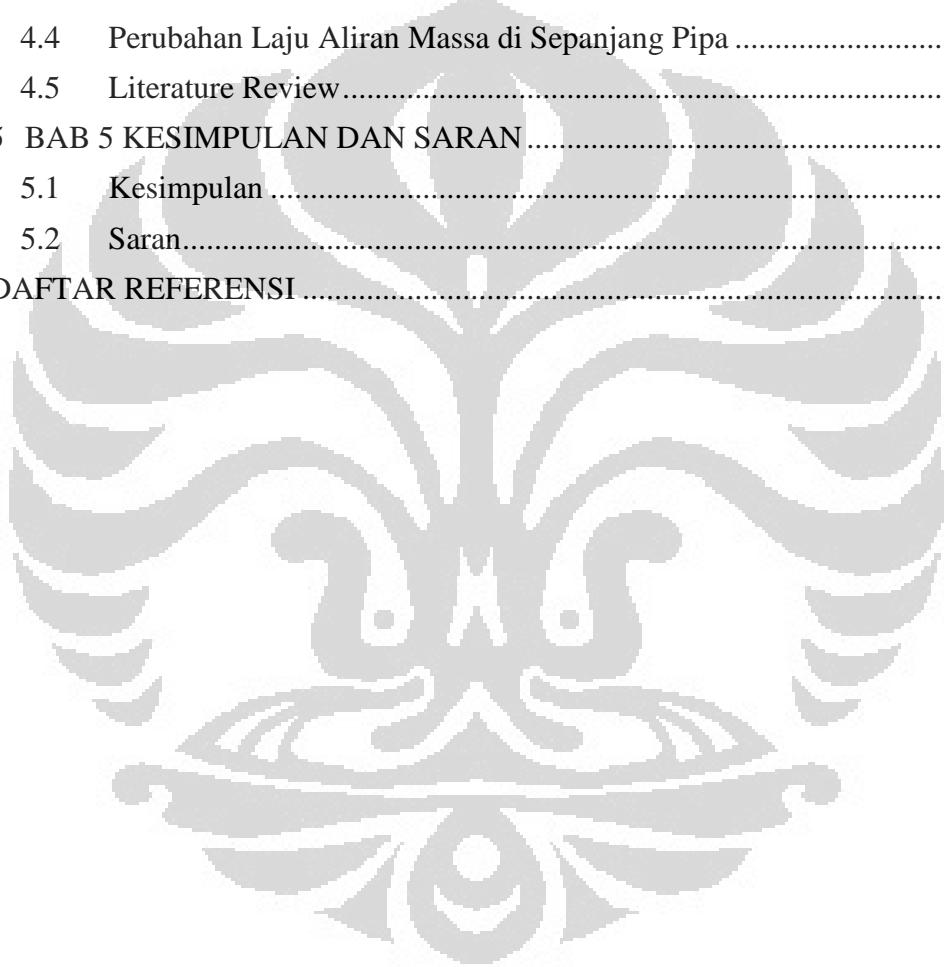 4.4 Perubahan Laju Aliran Massa di Sepanjang Pipa ..........................
4.5 Literature Review..........................................................................
5 BAB 5 KESIMPULAN DAN SARAN ....................................................
5.1 Kesimpulan ...................................................................................
5.2 Saran..............................................................................................
DAFTAR REFERENSI ................................................................................